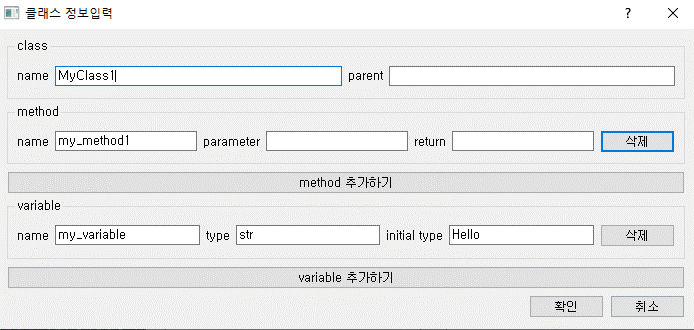 클래스 정보입력
class
name MyClass1 parent
method
name my_method1 parameter return 삭제
method 추가하기
variable
name my_variable type str initial type Hello 삭제
variable 추가하기
확인 취소